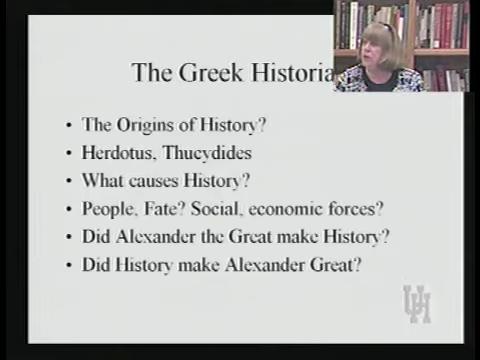 The Greek Historia
• The Origins of History?
• Herdotus, Thucydides
• What causes History?
• People, Fate? Social, economic forces?
• Did Alexander the Great make History?
• Did History make Alexander Great?
UH